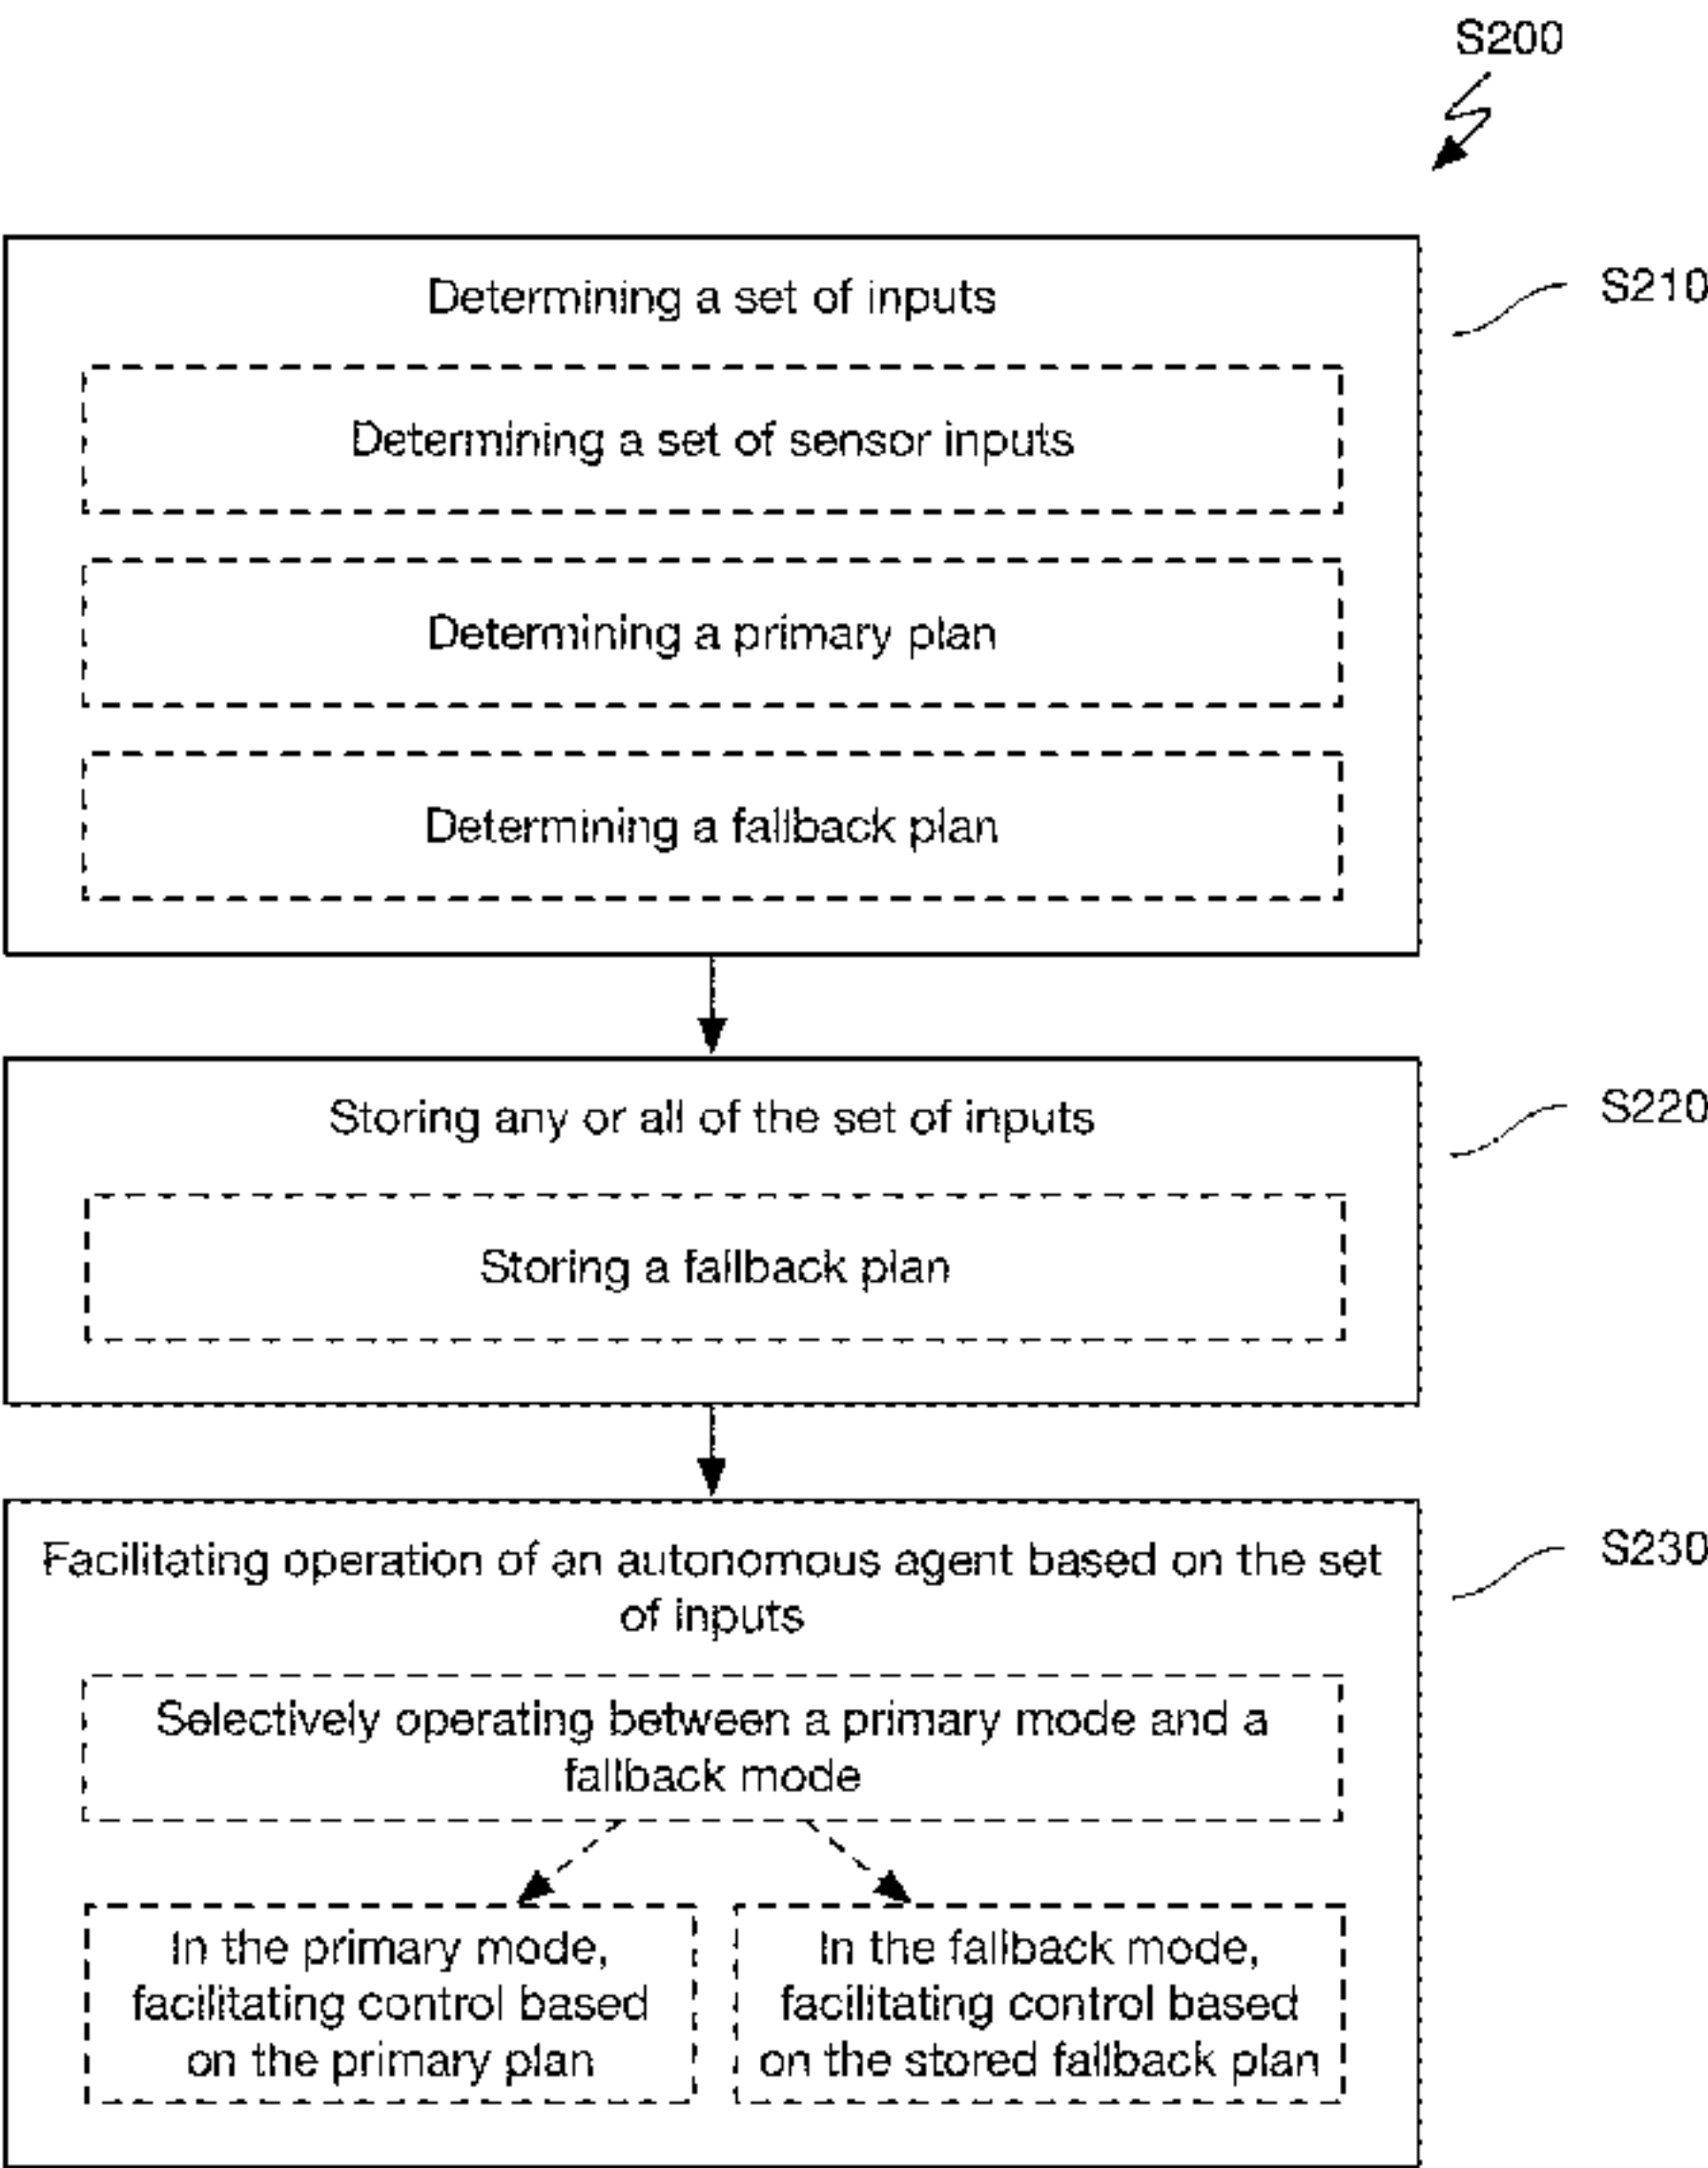 S200
Determining a set of inputs
S210
Determining a set of sensor inputs
Determining a primary plan
Determining a fallback plan
Storing any or all of the set of inputs
S220
Storing a fallback plan
Facilitating operation of an autonomous agent based on the set
of inputs
S230
Selectively operating between a primary mode and a
fallback mode
In the primary mode,
facilitating control based
on the primary plan
In the fallback mode,
facilitating control based
on the stored fallback plan